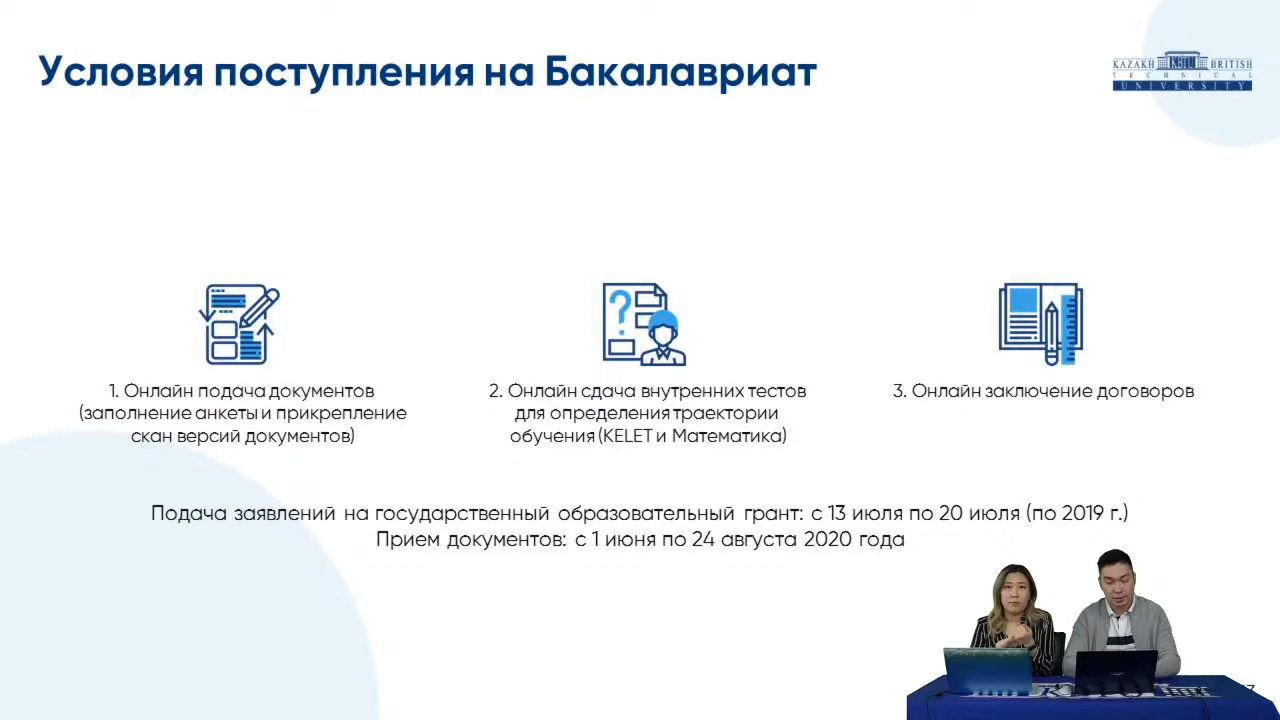 Условия поступления на Бакалавриат
KAZAKH KBTU BRITISH
TECHNICAL
UNIVERSITY
1. Онлайн подача документов
(заполнение анкеты и прикрепление
скан версий документов)
2. Онлайн сдача внутренних тестов
для определения траектории
обучения (KELET и Математика)
3. Онлайн заключение договоров
Подача заявлений на государственный образовательный грант: с 13 июля по 20 июля (по 2019 г.)
Прием документов: с 1 июня по 24 августа 2020 года